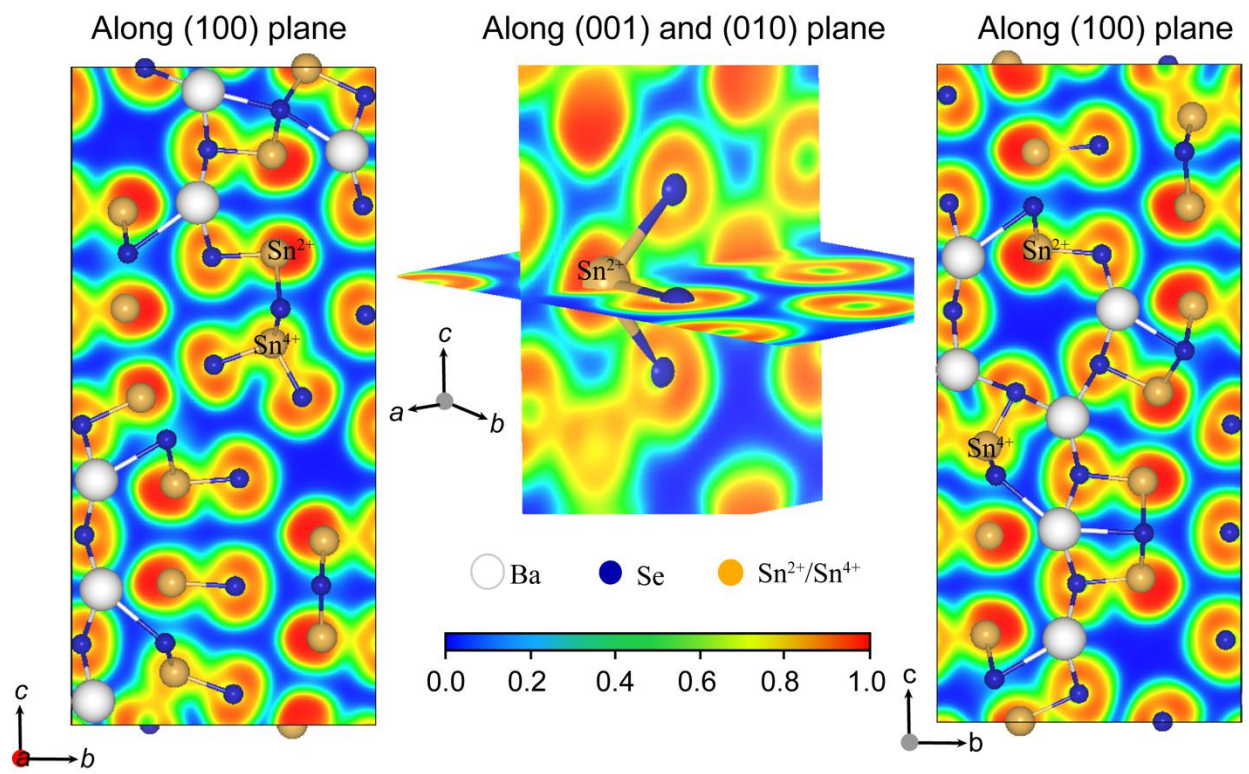 Along (100) plane
Along (001) and (010) plane
Along (100) plane
Sn²⁺
Sn⁴⁺
Sn²⁺
Sn²⁺
Sn⁴⁺
c
a
b
Ba
Se
Sn²⁺/Sn⁴⁺
0.0 0.2 0.4 0.6 0.8 1.0
c
a
b
c
b